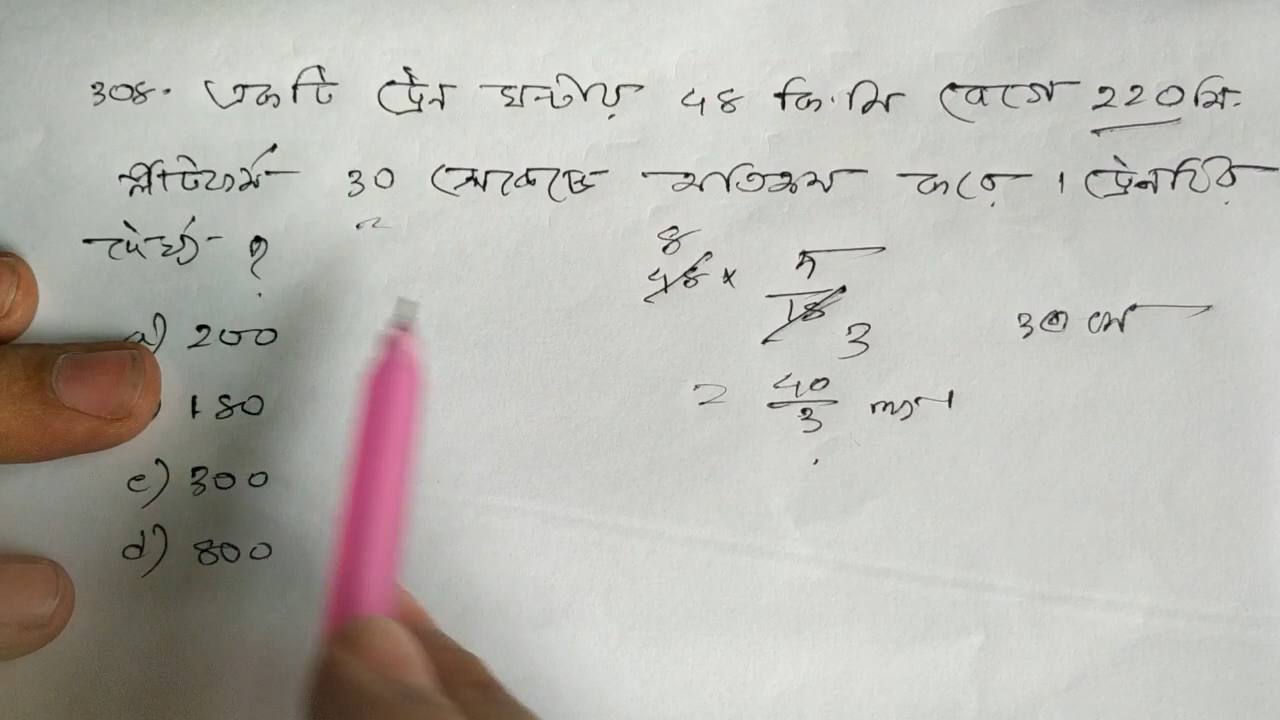 308. একটি ট্রেন ঘন্টায় 48 কি.মি বেগে 220 মি.
প্লাটফর্ম 30 সেকেন্ডে অতিক্রম করে। ট্রেনটির
দৈর্ঘ্য ?
a) 200
180
c) 300
d) 800
8
48 × 5/18
3
= 40/3 m/s
30 সে